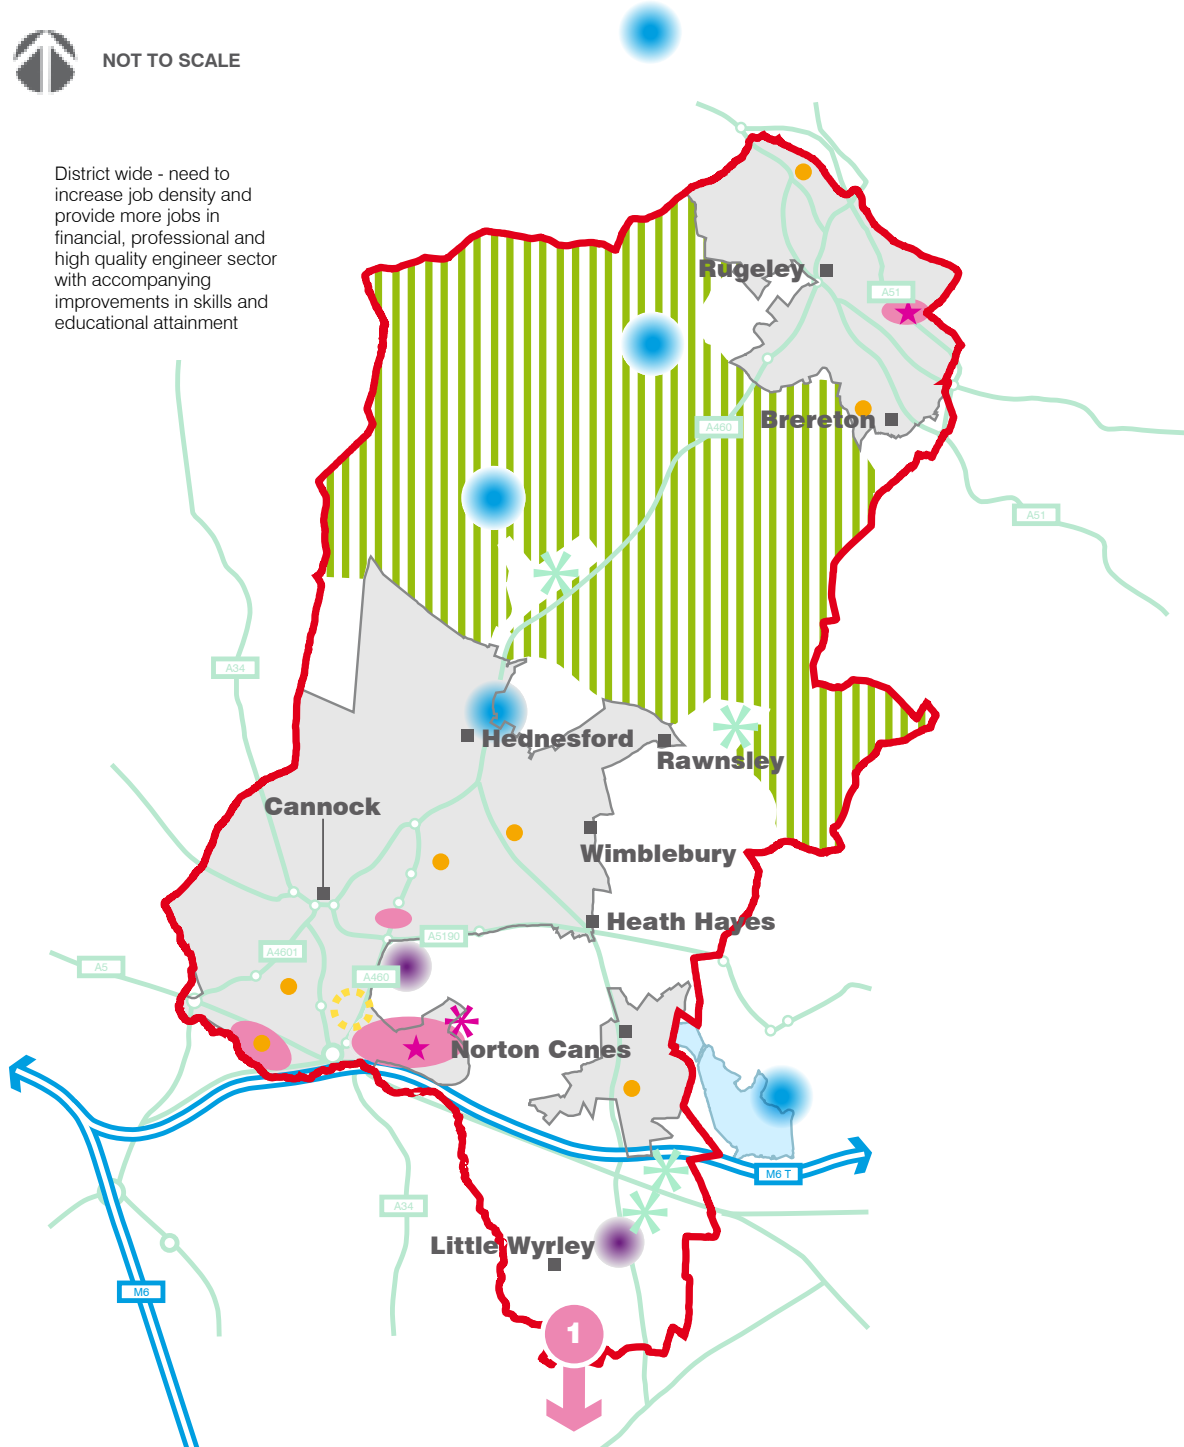 NOT TO SCALE
District wide - need to
increase job density and
provide more jobs in
financial, professional and
high quality engineer sector
with accompanying
improvements in skills and
educational attainment
Rugeley
A51
A460
Brereton
A51
A34
Hednesford
Rawnsley
Cannock
Wimblebury
Heath Hayes
A5190
A4601
A5
A460
Norton Canes
M6 T
A34
Little Wyrley
M6
1